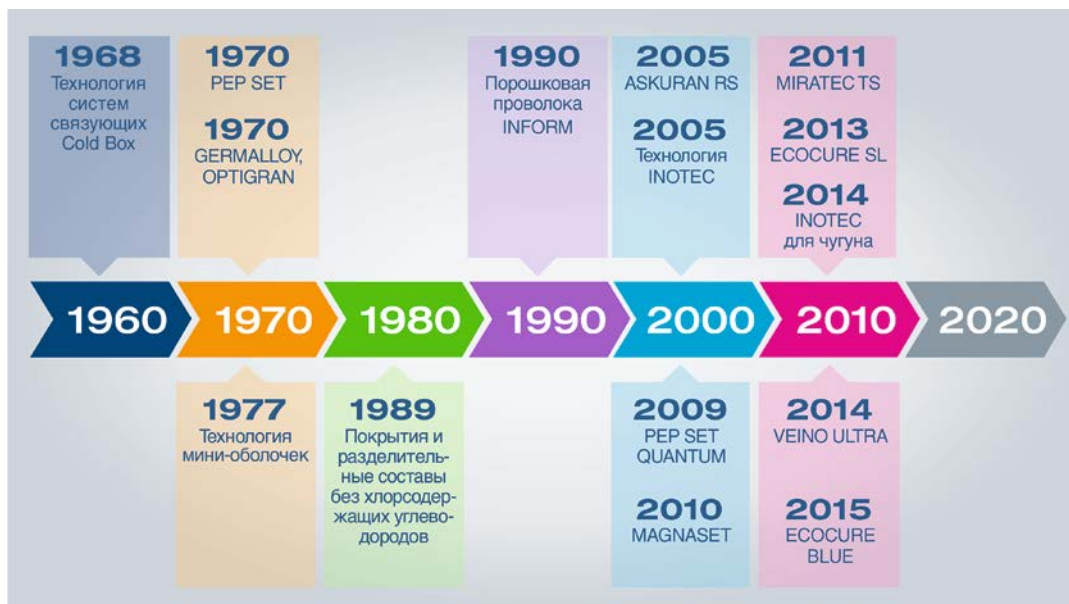 1968
Технология
систем
связующих
Cold Box
1970
PEP SET
1970
GERMALLOY,
OPTIGRAN
1990
Порошковая
проволока
INFORM
2005
ASKURAN RS
2005
Технология
INOTEC
2011
MIRATEC TS
2013
ECOCURE SL
2014
INOTEC
для чугуна
1960
1970
1980
1990
2000
2010
2020
1977
Технология
мини-оболочек
1989
Покрытия и
разделитель-
ные составы
без хлорсодер-
жащих углево-
дородов
2009
PEP SET
QUANTUM
2010
MAGNASET
2014
VEINO ULTRA
2015
ECOCURE
BLUE